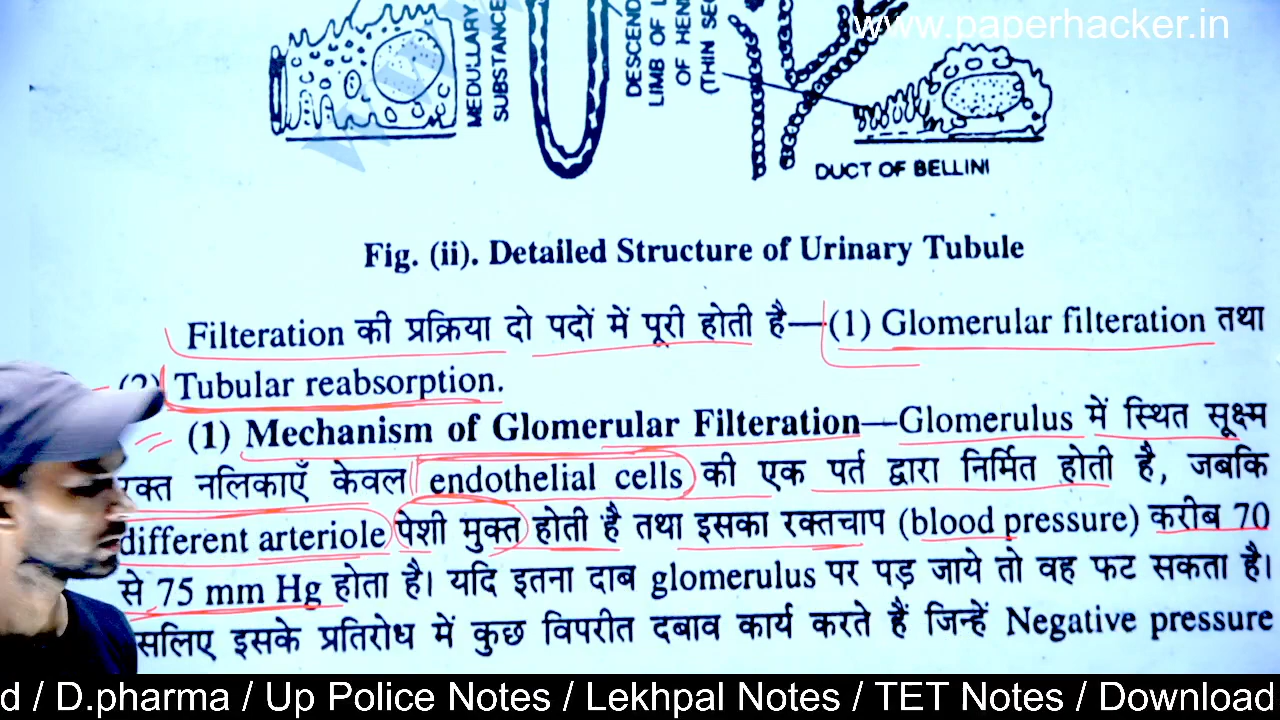 www.paperhacker.in
MEDULLARY
SUBSTANCE
LIMB OF
OF HEN
(THIN SE
DUCT OF BELLINI
Fig. (ii). Detailed Structure of Urinary Tubule
Filteration की प्रक्रिया दो पदों में पूरी होती है—(1) Glomerular filteration तथा
(2) Tubular reabsorption.
(1) Mechanism of Glomerular Filteration—Glomerulus में स्थित सूक्ष्म
रक्त नलिकाएँ केवल endothelial cells की एक पर्त द्वारा निर्मित होती है, जबकि
different arteriole पेशी मुक्त होती है तथा इसका रक्तचाप (blood pressure) करीब 70
से 75 mm Hg होता है। यदि इतना दाब glomerulus पर पड़ जाये तो वह फट सकता है।
सलिए इसके प्रतिरोध में कुछ विपरीत दबाव कार्य करते हैं जिन्हें Negative pressure
d / D.pharma / Up Police Notes / Lekhpal Notes / TET Notes / Download